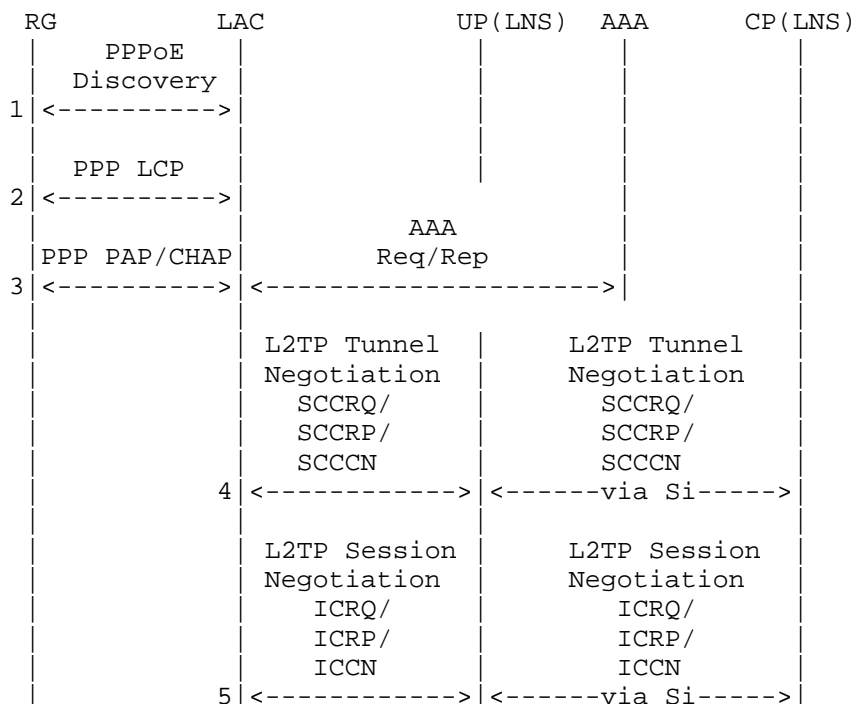 RG            LAC               UP(LNS)   AAA       CP(LNS)
|    PPPoE     |                |         |           |
|  Discovery   |                |         |           |
1|<---------->|                |         |           |
|              |                |         |           |
|   PPP LCP    |                |         |           |
2|<---------->|                          |           |
|              |           AAA            |           |
|PPP PAP/CHAP|         Req/Rep          |           |
3|<---------->|<---------------------->|           |
|              |                                      |
|              | L2TP Tunnel   |     L2TP Tunnel     |
|              | Negotiation   |     Negotiation     |
|              |   SCCRQ/      |       SCCRQ/        |
|              |   SCCRP/      |       SCCRP/        |
|              |   SCCCN       |       SCCCN         |
|             4|<------------>|<------via Si----->|
|              |                |                     |
|              | L2TP Session  |     L2TP Session    |
|              | Negotiation   |     Negotiation     |
|              |    ICRQ/      |        ICRQ/        |
|              |    ICRP/      |        ICRP/        |
|              |    ICCN       |        ICCN         |
|             5|<------------>|<------via Si----->|